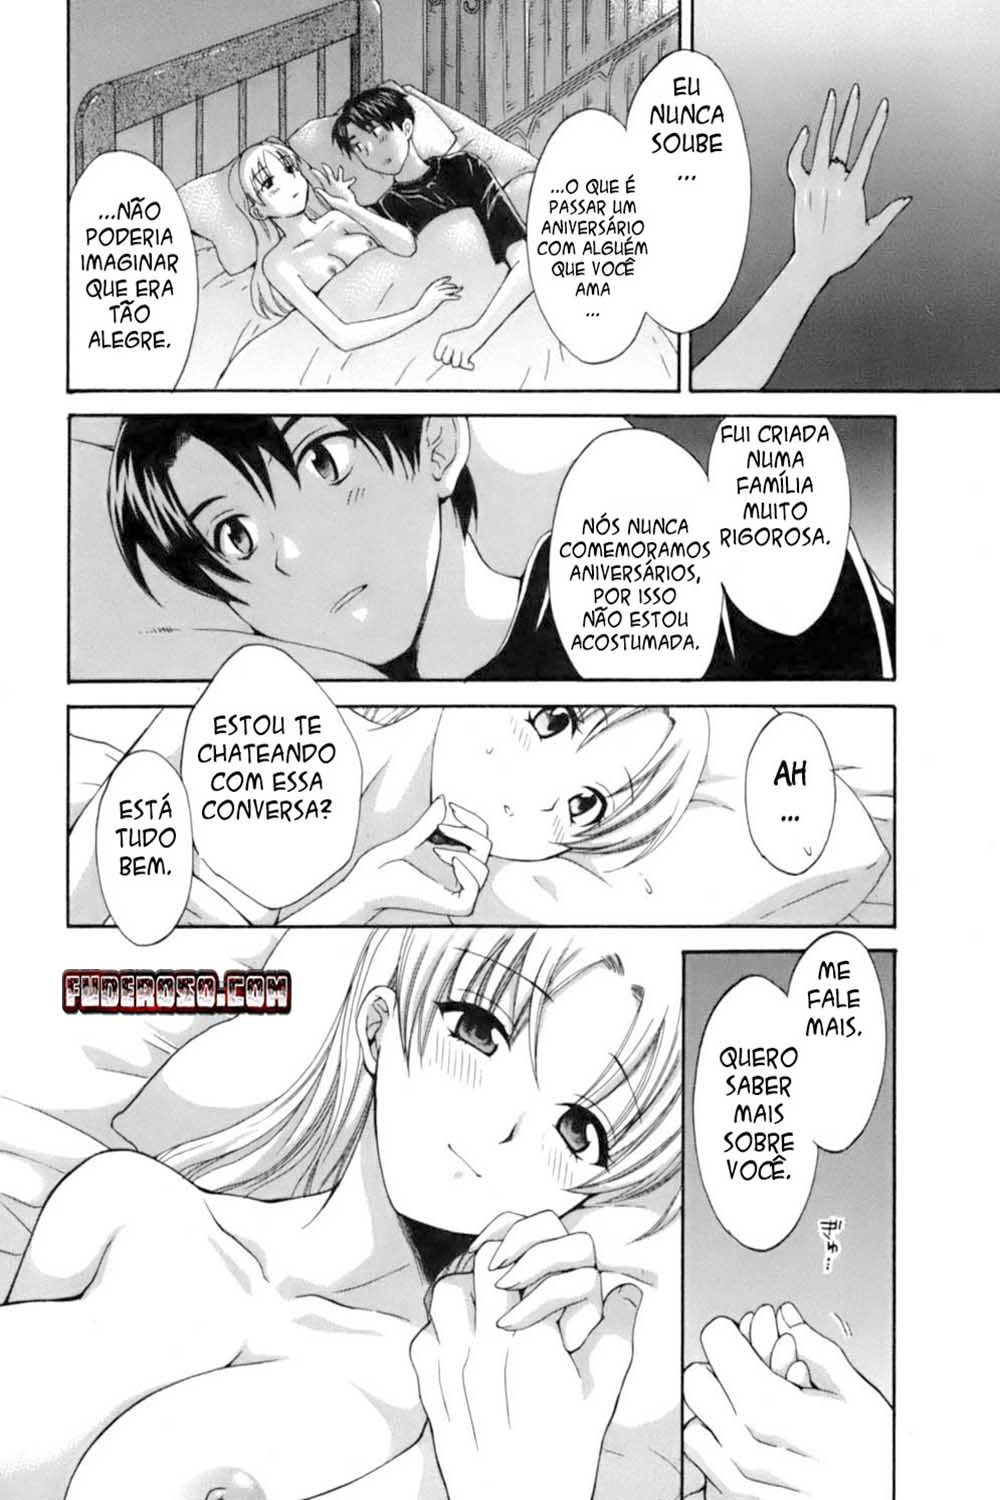 EU
NUNCA
SOUBE
...
...O QUE É
PASSAR UM
ANIVERSÁRIO
COM ALGUÉM
QUE VOCÊ
AMA
...
...NÃO
PODERIA
IMAGINAR
QUE ERA
TÃO
ALEGRE.
FUI CRIADA
NUMA
FAMÍLIA
MUITO
RIGOROSA.
NÓS NUNCA
COMEMORAMOS
ANIVERSÁRIOS,
POR ISSO
NÃO ESTOU
ACOSTUMADA.
AH
...
ESTOU TE
CHATEANDO
COM ESSA
CONVERSA?
ESTÁ
TUDO
BEM.
ME
FALE
MAIS.
QUERO
SABER
MAIS
SOBRE
VOCÊ.
ギュ…
FUDEROSO.COM